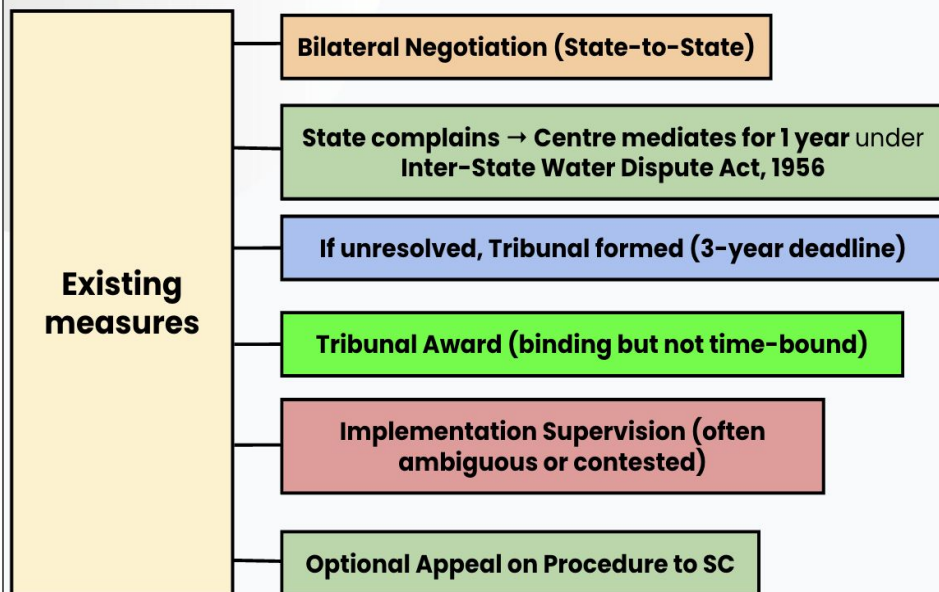 Existing
measures
Bilateral Negotiation (State-to-State)
State complains → Centre mediates for 1 year under
Inter-State Water Dispute Act, 1956
If unresolved, Tribunal formed (3-year deadline)
Tribunal Award (binding but not time-bound)
Implementation Supervision (often
ambiguous or contested)
Optional Appeal on Procedure to SC